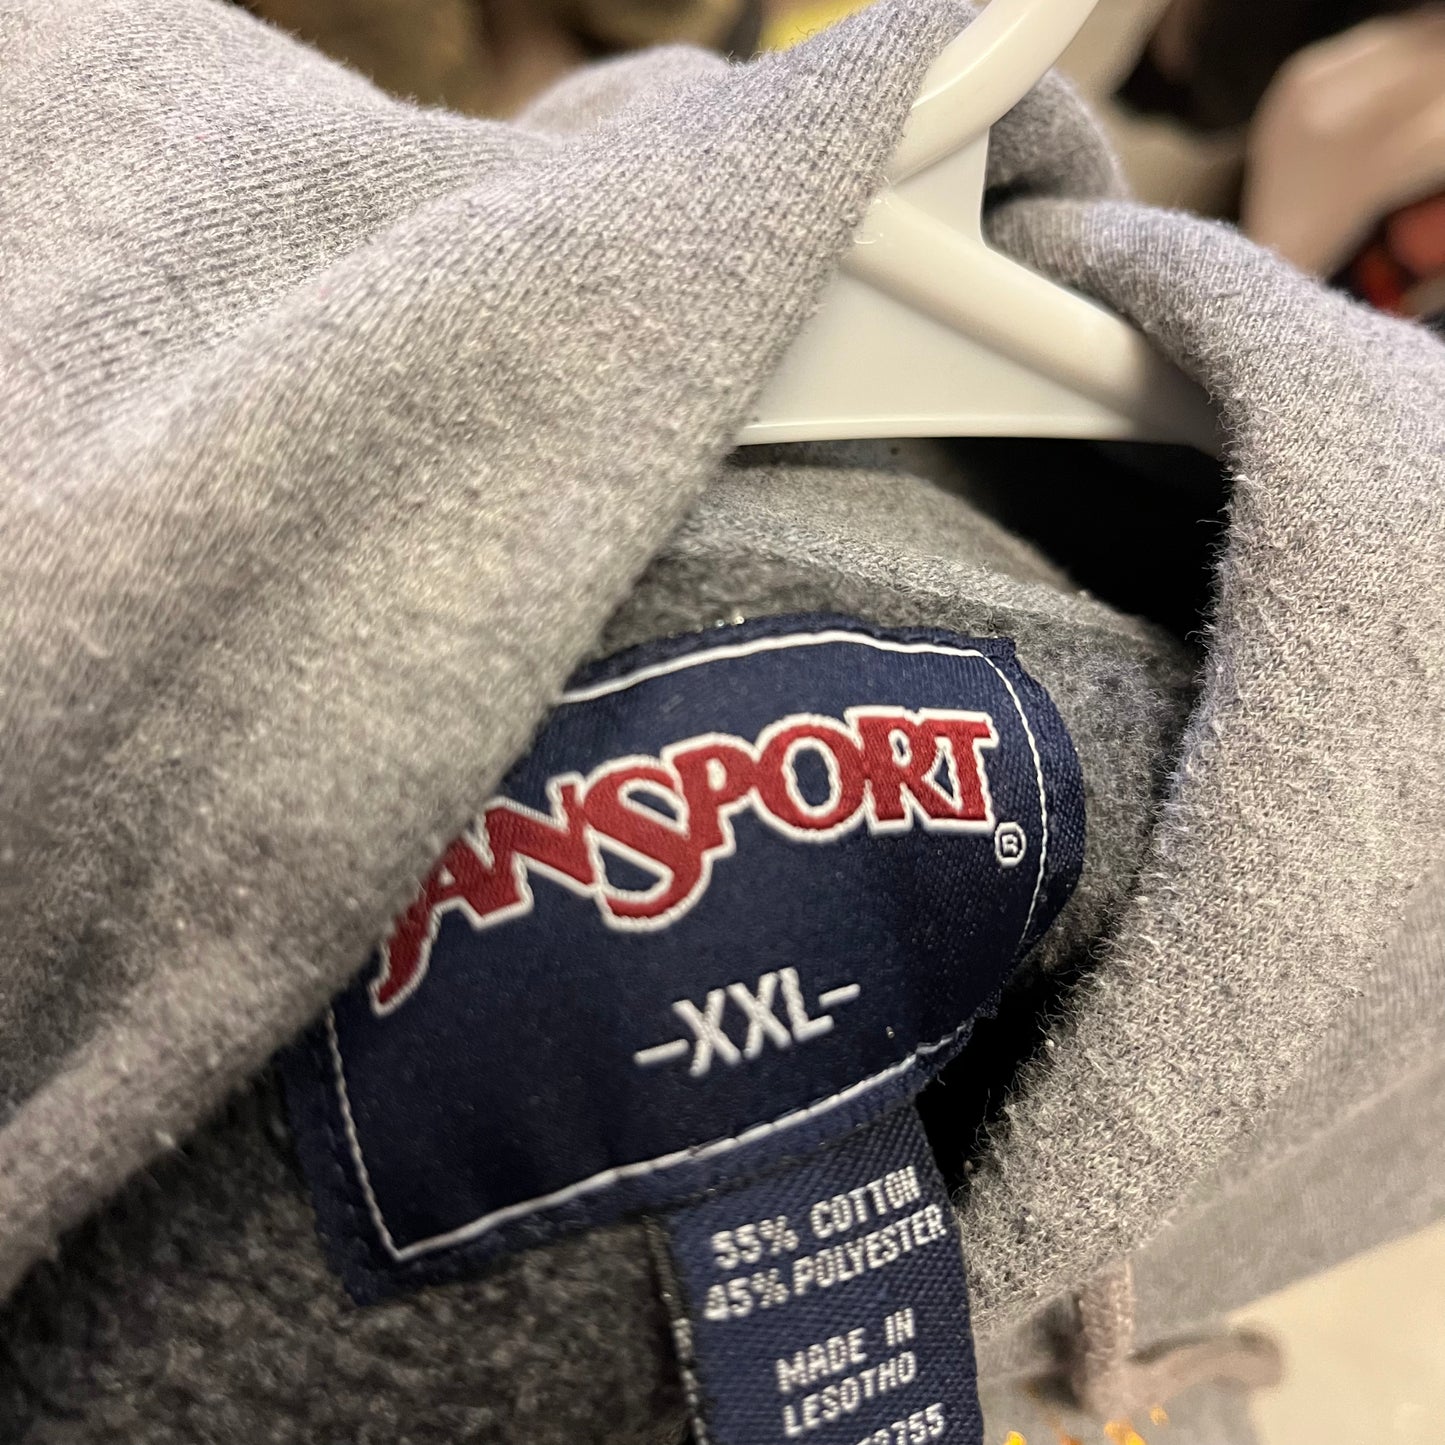 JANSPORT®
-XXL-
55% COTTON
45% POLYESTER
MADE IN
LESOTHO